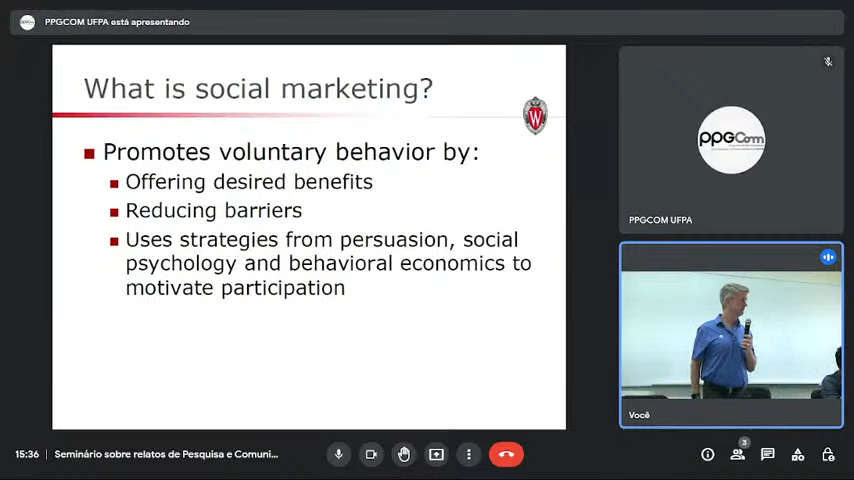 PPGCOM UFPA está apresentando
What is social marketing?
W
Promotes voluntary behavior by:
Offering desired benefits
Reducing barriers
Uses strategies from persuasion, social
psychology and behavioral economics to
motivate participation
ppgCom
PPGCOM UFPA
Você
15:36 | Seminário sobre relatos de Pesquisa e Comuni...
3